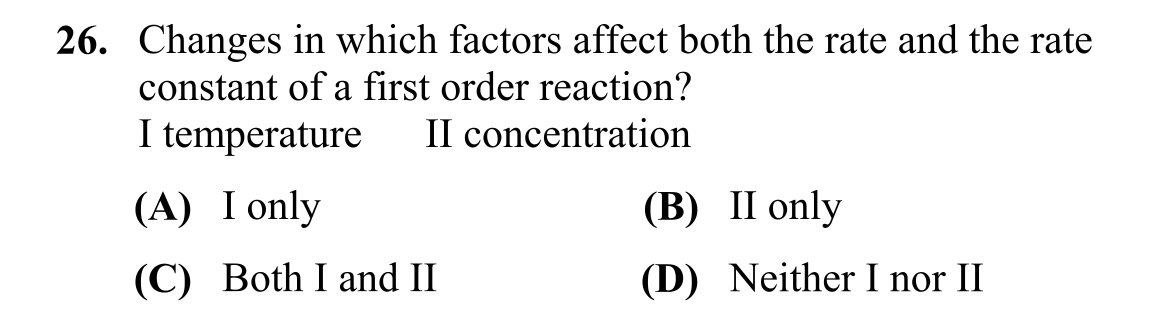 26. Changes in which factors affect both the rate and the rate
constant of a first order reaction?
I temperature II concentration
(A) I only (B) II only
(C) Both I and II (D) Neither I nor II